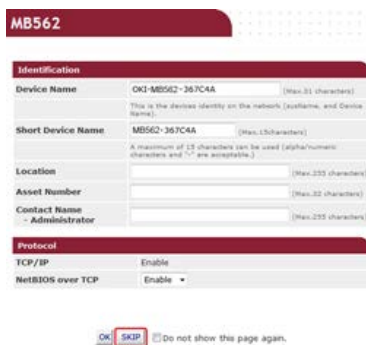 MB562
Identification
Device Name OKI-MB562-367C4A (Max.31 characters)
This is the devices identity on the network (sysName, and Device
Name).
Short Device Name MB562-367C4A (Max.15characters)
A maximum of 15 characters can be used (alpha/numeric
characters and "-" are acceptable.)
Location (Max.255 characters)
Asset Number (Max.32 characters)
Contact Name
- Administrator (Max.255 characters)
Protocol
TCP/IP Enable
NetBIOS over TCP Enable
OK SKIP Do not show this page again.